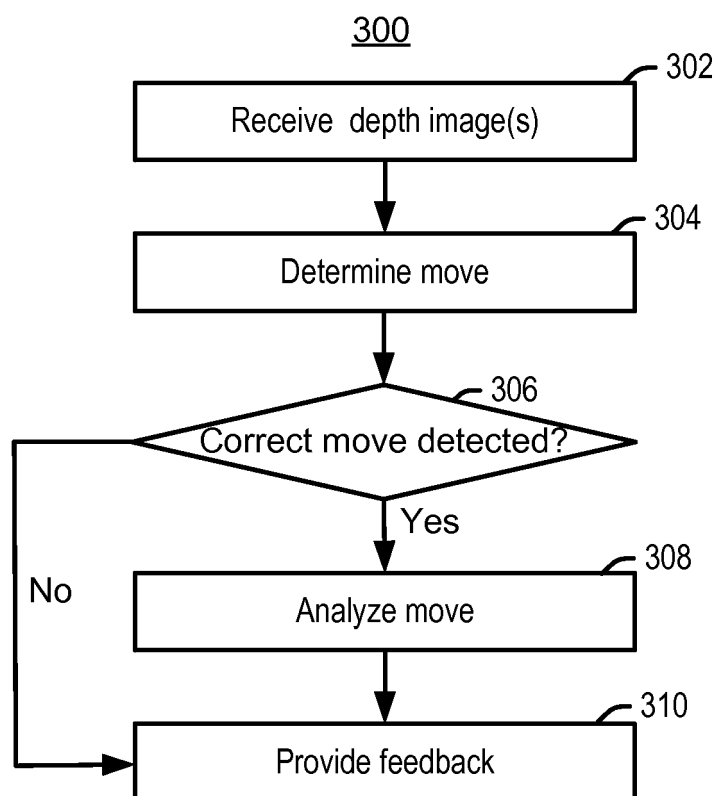 300
302
Receive depth image(s)
304
Determine move
306
Correct move detected?
Yes
No
308
Analyze move
310
Provide feedback